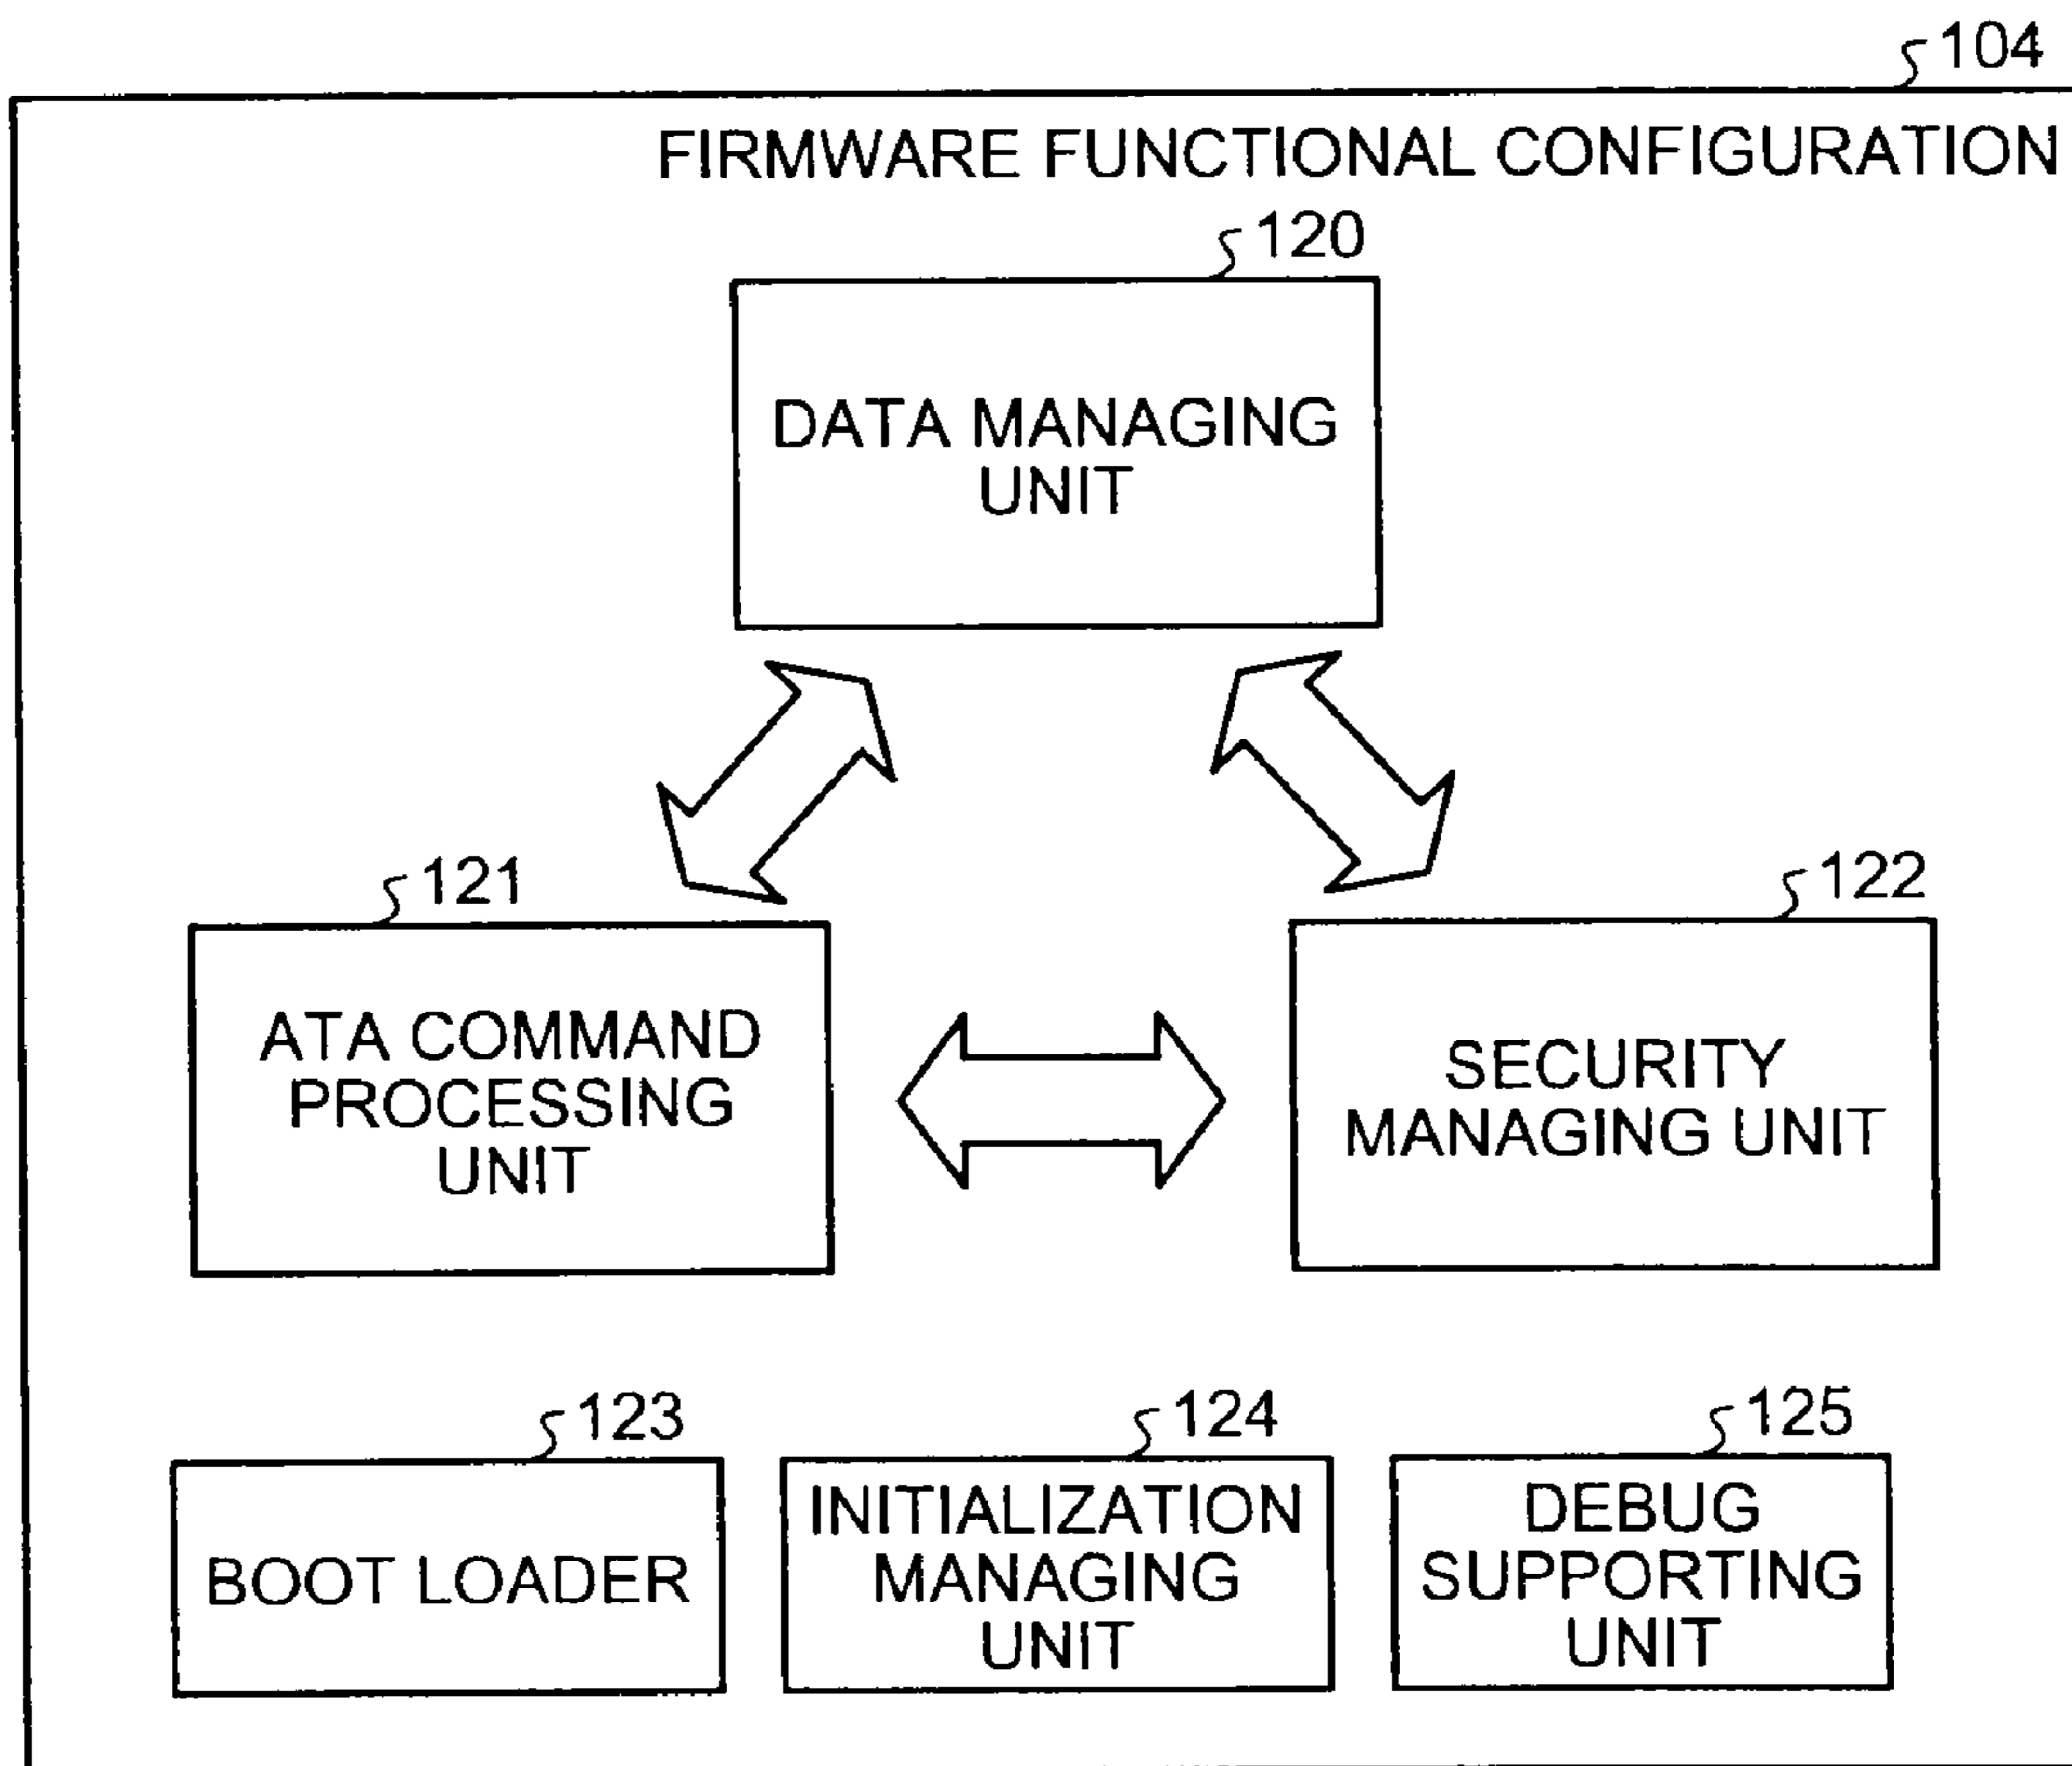 104
FIRMWARE FUNCTIONAL CONFIGURATION
120
DATA MANAGING
UNIT
121
ATA COMMAND
PROCESSING
UNIT
122
SECURITY
MANAGING UNIT
123
BOOT LOADER
124
INITIALIZATION
MANAGING
UNIT
125
DEBUG
SUPPORTING
UNIT